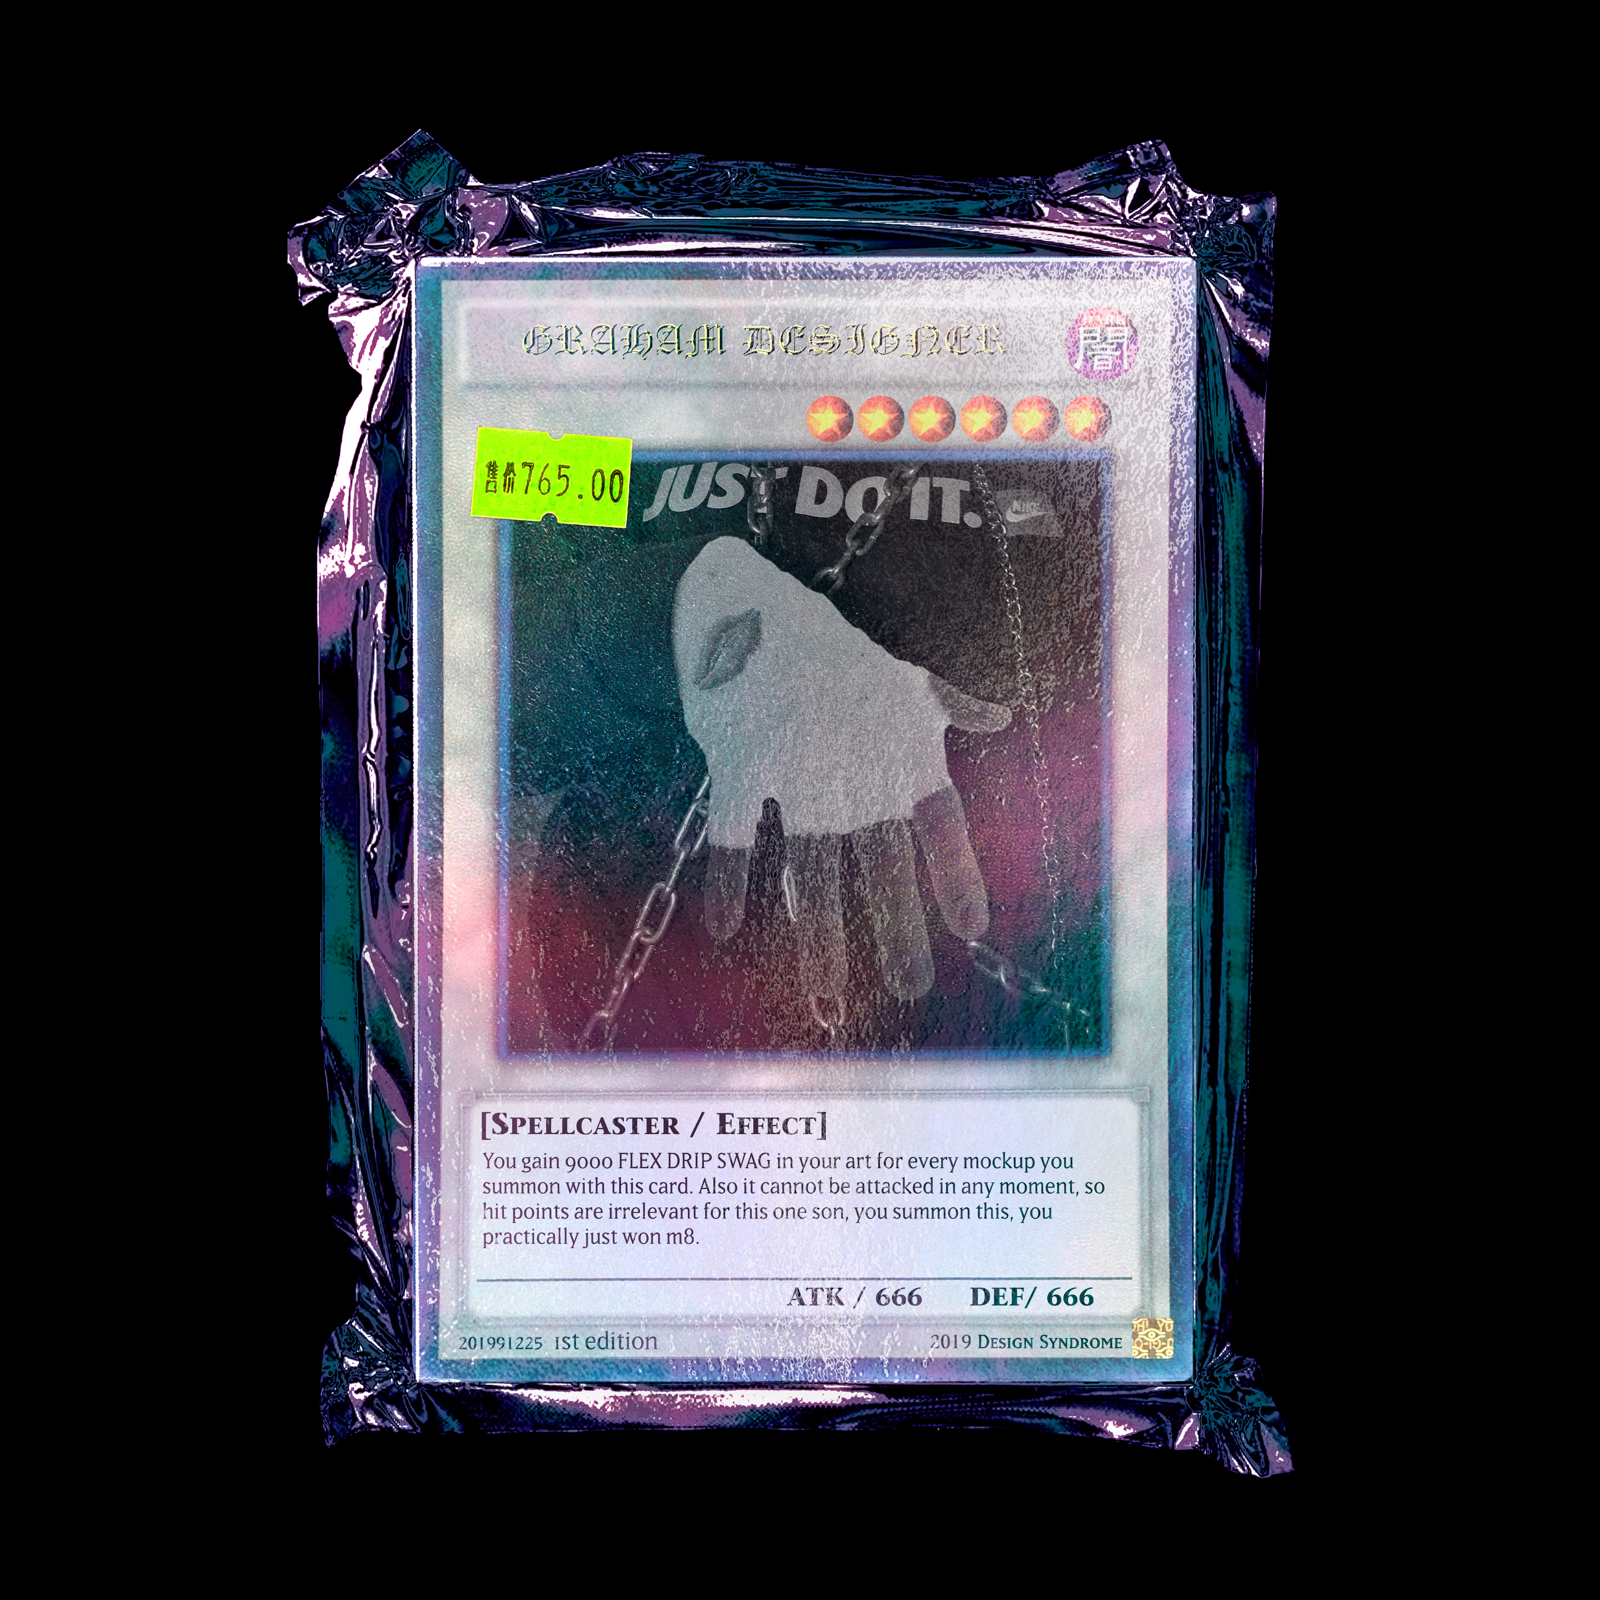 GRAHAM DESIGNER
闇
售价765.00
JUST DO IT.
NIKE
[SPELLCASTER / EFFECT]
You gain 9000 FLEX DRIP SWAG in your art for every mockup you
summon with this card. Also it cannot be attacked in any moment, so
hit points are irrelevant for this one son, you summon this, you
practically just won m8.
ATK / 666 DEF/ 666
201991225 1st edition
2019 DESIGN SYNDROME